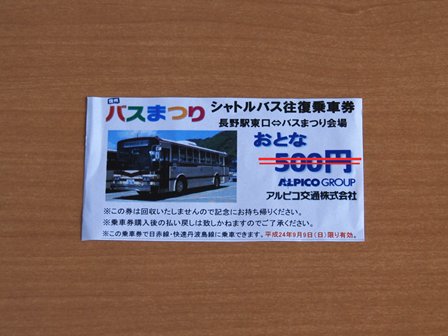 信州
バスまつり
シャトルバス往復乗車券
長野駅東口⇔バスまつり会場
おとな
500円
ALPICO GROUP
アルピコ交通株式会社
※この券は回収いたしませんので記念にお持ち帰りください。
※乗車券購入後の払い戻しは致しかねますのでご了承ください。
※この乗車券で日赤線・快速丹波島線に乗車できます。平成24年9月9日(日)限り有効。